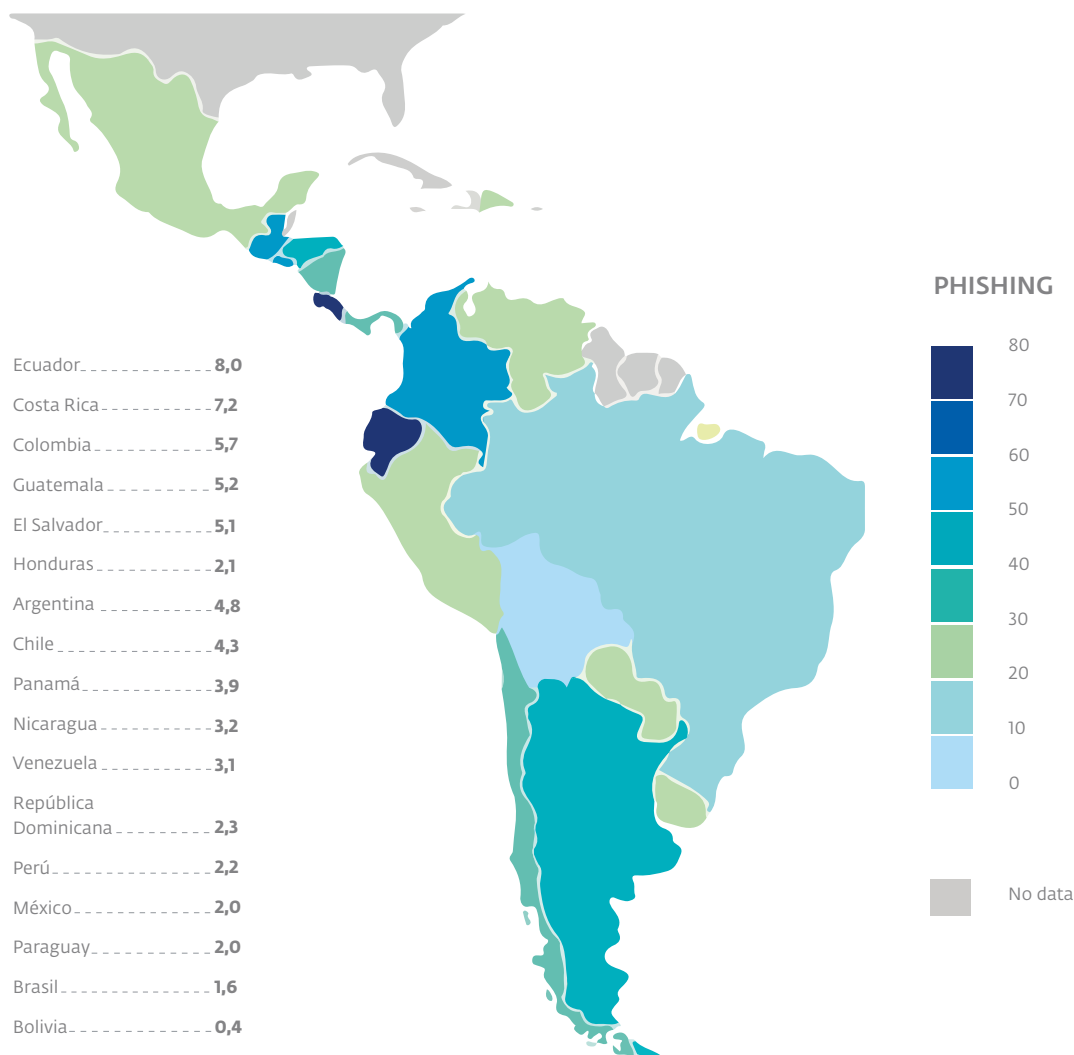 PHISHING
80
70
60
50
40
30
20
10
0
No data
Ecuador 8,0
Costa Rica 7,2
Colombia 5,7
Guatemala 5,2
El Salvador 5,1
Honduras 2,1
Argentina 4,8
Chile 4,3
Panamá 3,9
Nicaragua 3,2
Venezuela 3,1
República
Dominicana 2,3
Perú 2,2
México 2,0
Paraguay 2,0
Brasil 1,6
Bolivia 0,4